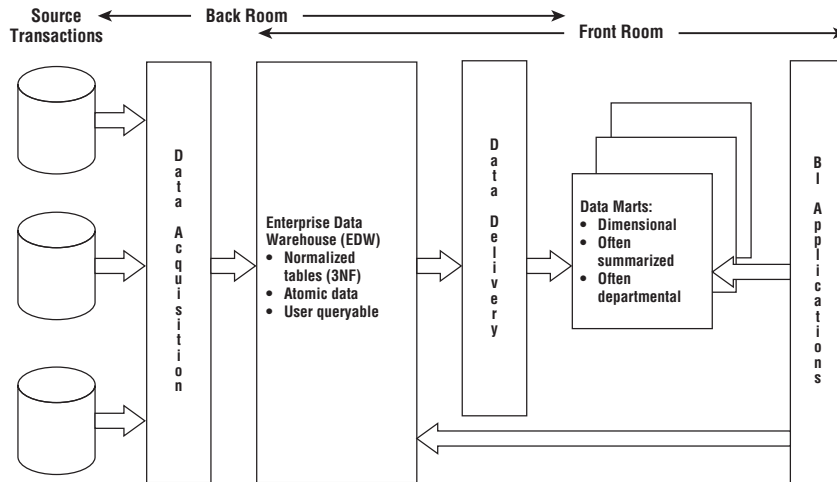 Source
Transactions
Back Room
Front Room
Data Acquisition
Enterprise Data
Warehouse (EDW)
• Normalized
tables (3NF)
• Atomic data
• User queryable
Data Delivery
Data Marts:
• Dimensional
• Often
summarized
• Often
departmental
BI Applications